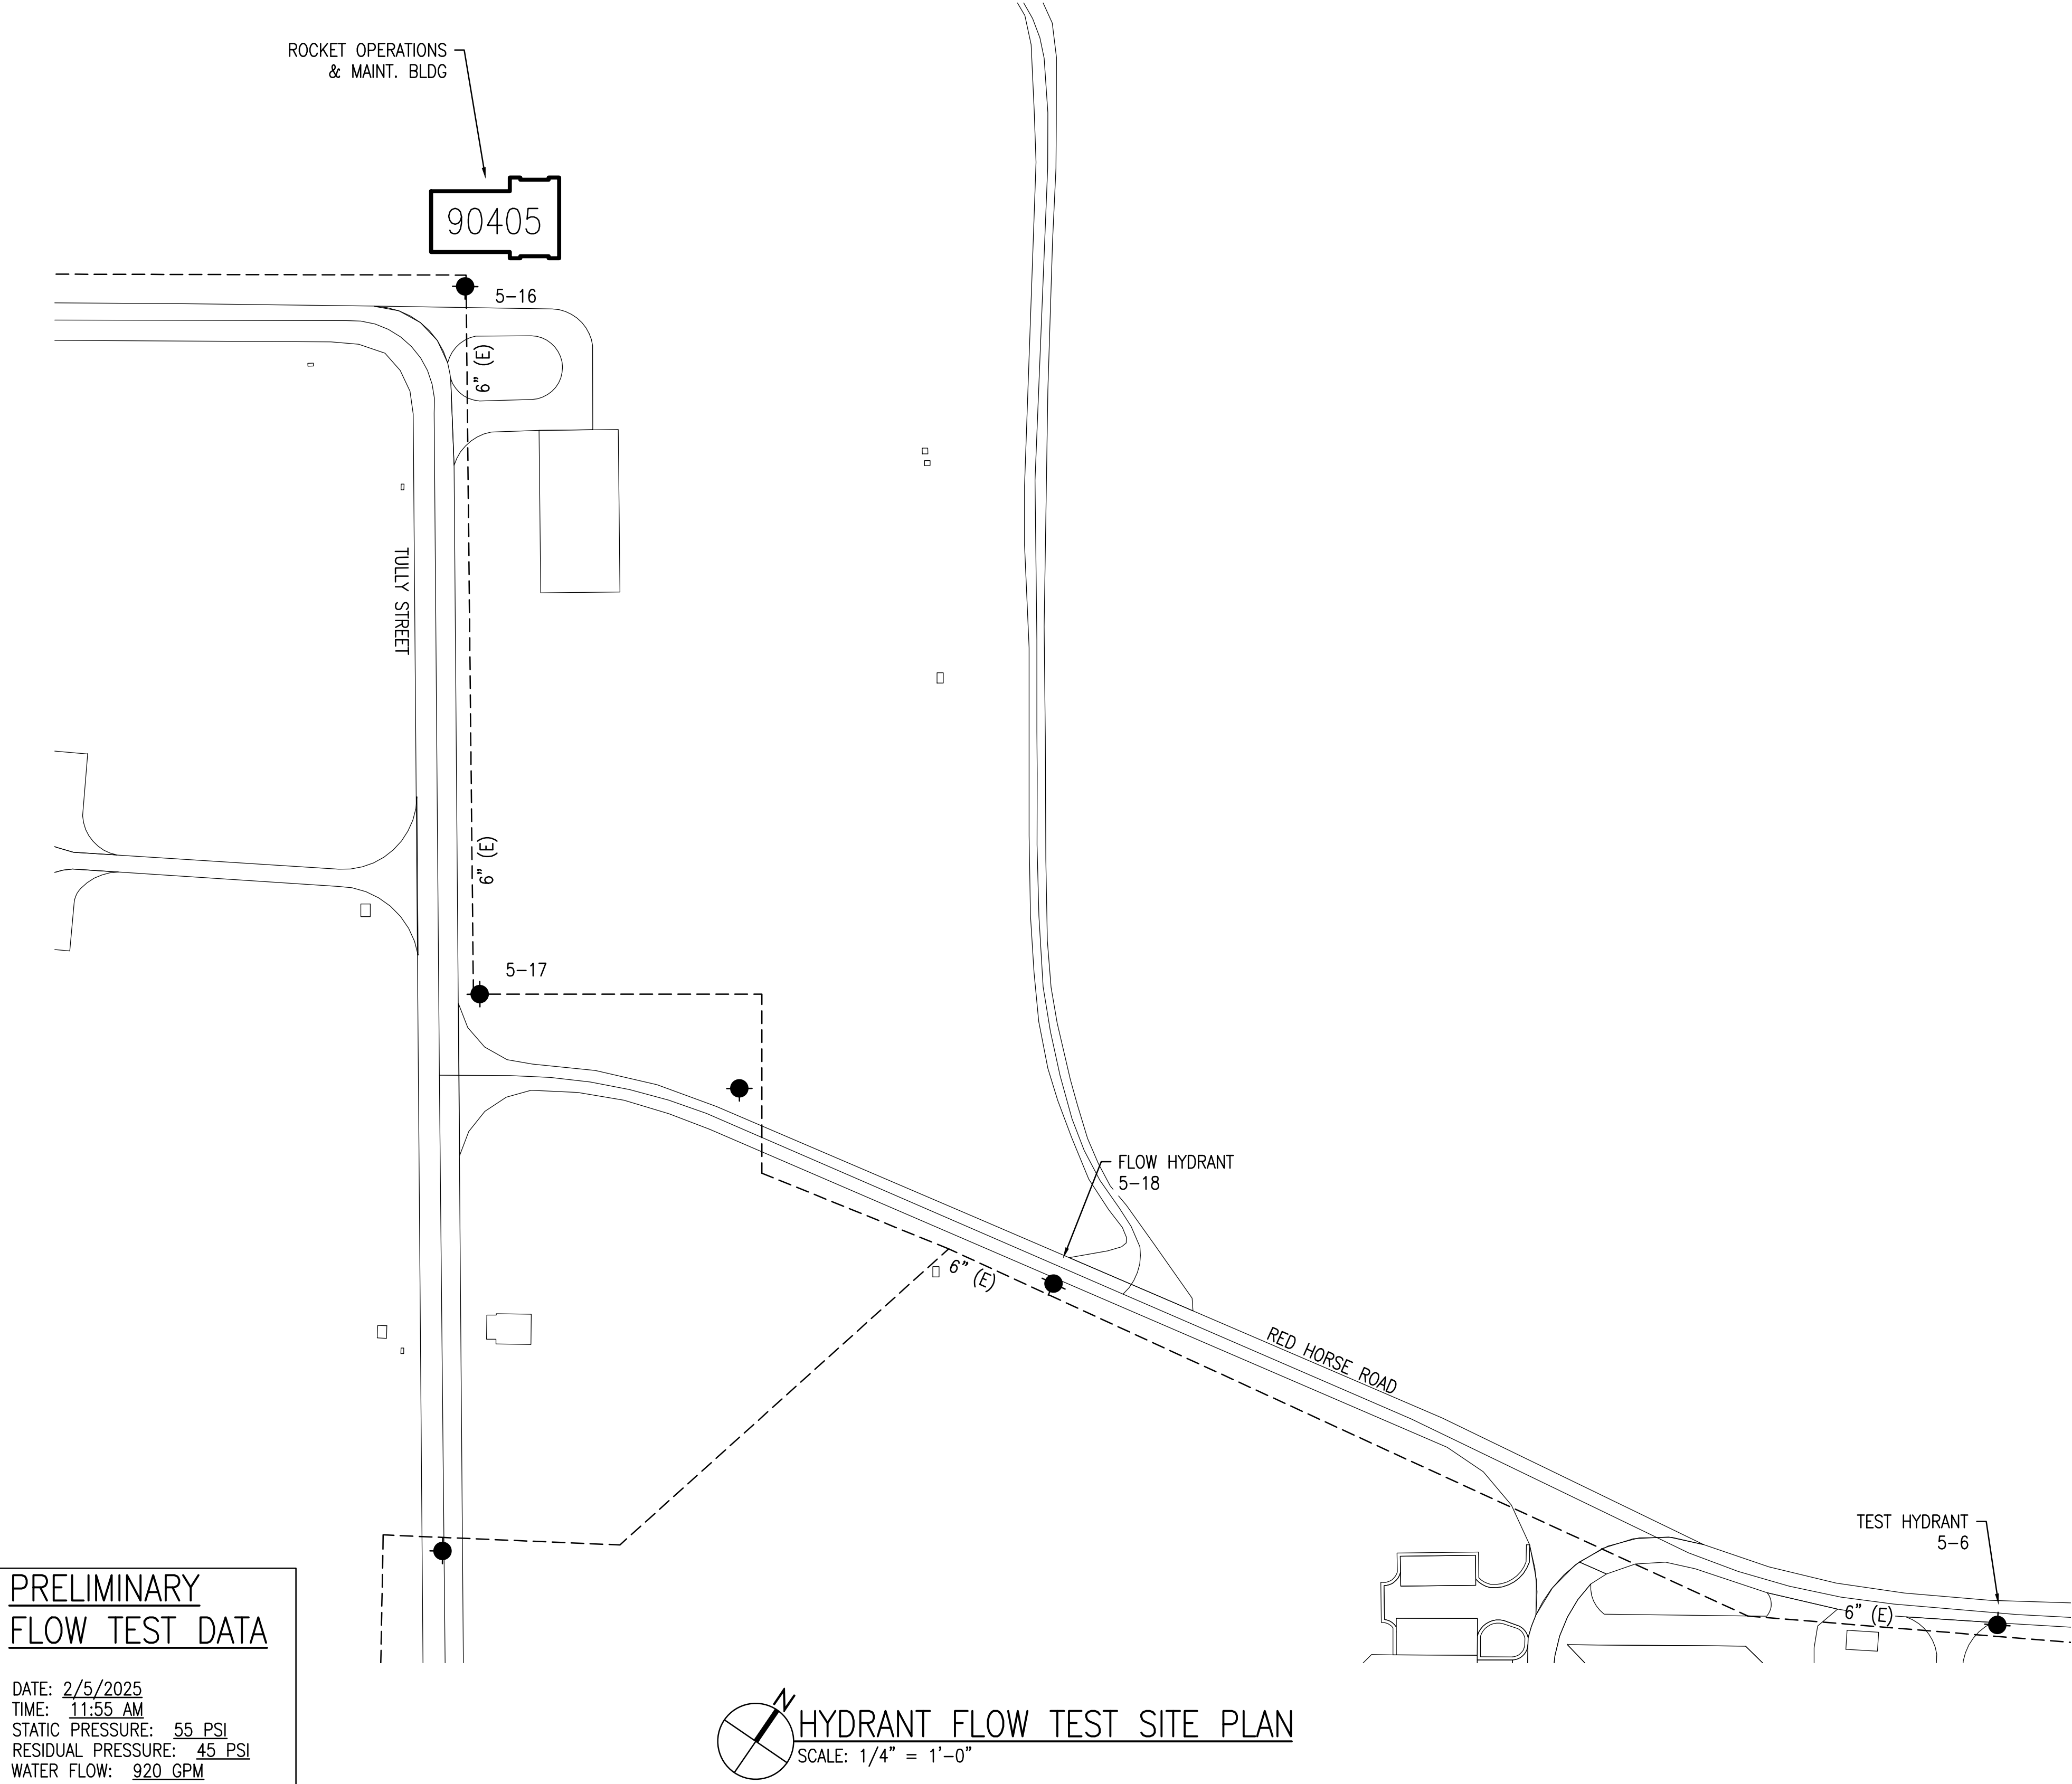 ROCKET OPERATIONS
& MAINT. BLDG
90405
5-16
6" (E)
TULLY STREET
6" (E)
5-17
FLOW HYDRANT
5-18
6" (E)
RED HORSE ROAD
TEST HYDRANT
5-6
6" (E)
PRELIMINARY
FLOW TEST DATA
DATE: 2/5/2025
TIME: 11:55 AM
STATIC PRESSURE: 55 PSI
RESIDUAL PRESSURE: 45 PSI
WATER FLOW: 920 GPM
N
HYDRANT FLOW TEST SITE PLAN
SCALE: 1/4" = 1'-0"